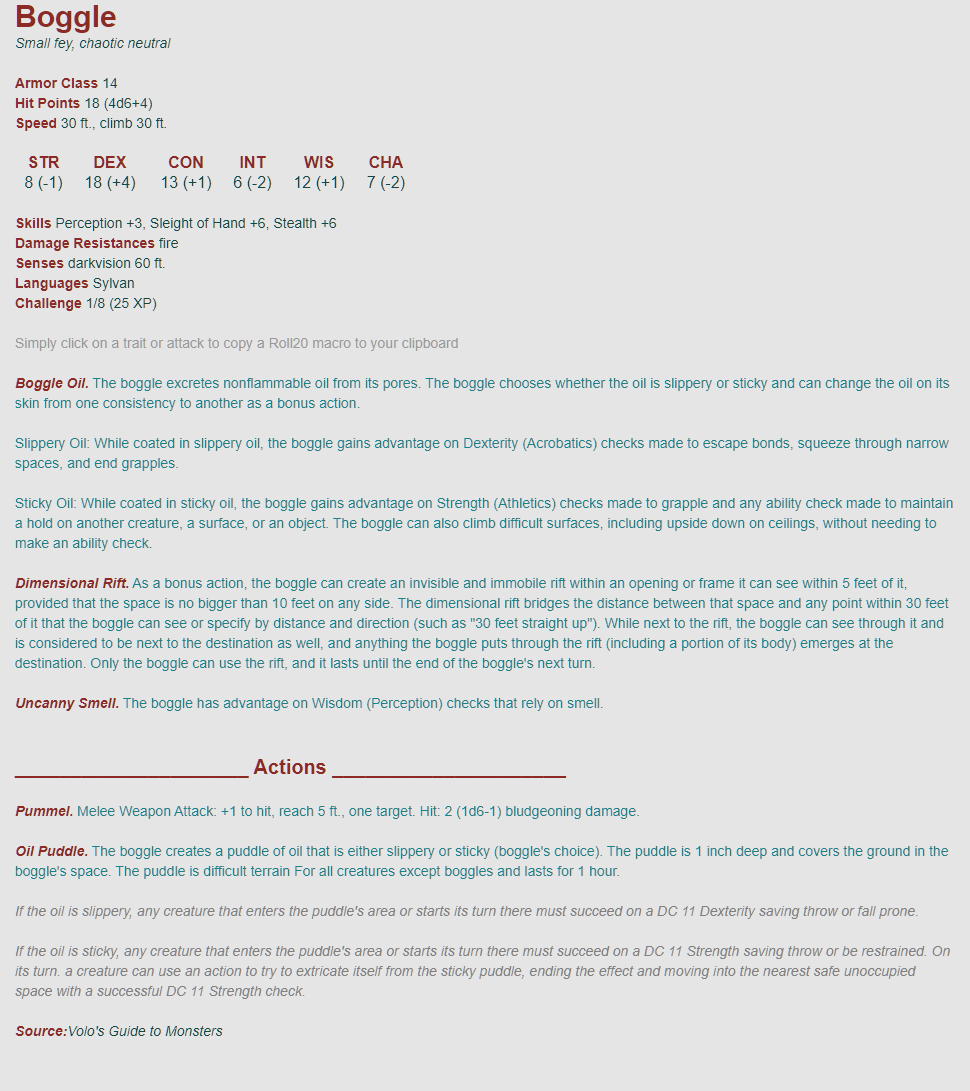 Boggle
Small fey, chaotic neutral
Armor Class 14
Hit Points 18 (4d6+4)
Speed 30 ft., climb 30 ft.
STR DEX CON INT WIS CHA
8 (-1) 18 (+4) 13 (+1) 6 (-2) 12 (+1) 7 (-2)
Skills Perception +3, Sleight of Hand +6, Stealth +6
Damage Resistances fire
Senses darkvision 60 ft.
Languages Sylvan
Challenge 1/8 (25 XP)
Simply click on a trait or attack to copy a Roll20 macro to your clipboard
Boggle Oil. The boggle excretes nonflammable oil from its pores. The boggle chooses whether the oil is slippery or sticky and can change the oil on its
skin from one consistency to another as a bonus action.
Slippery Oil: While coated in slippery oil, the boggle gains advantage on Dexterity (Acrobatics) checks made to escape bonds, squeeze through narrow
spaces, and end grapples.
Sticky Oil: While coated in sticky oil, the boggle gains advantage on Strength (Athletics) checks made to grapple and any ability check made to maintain
a hold on another creature, a surface, or an object. The boggle can also climb difficult surfaces, including upside down on ceilings, without needing to
make an ability check.
Dimensional Rift. As a bonus action, the boggle can create an invisible and immobile rift within an opening or frame it can see within 5 feet of it,
provided that the space is no bigger than 10 feet on any side. The dimensional rift bridges the distance between that space and any point within 30 feet
of it that the boggle can see or specify by distance and direction (such as "30 feet straight up"). While next to the rift, the boggle can see through it and
is considered to be next to the destination as well, and anything the boggle puts through the rift (including a portion of its body) emerges at the
destination. Only the boggle can use the rift, and it lasts until the end of the boggle's next turn.
Uncanny Smell. The boggle has advantage on Wisdom (Perception) checks that rely on smell.
_____________________ Actions _____________________
Pummel. Melee Weapon Attack: +1 to hit, reach 5 ft., one target. Hit: 2 (1d6-1) bludgeoning damage.
Oil Puddle. The boggle creates a puddle of oil that is either slippery or sticky (boggle's choice). The puddle is 1 inch deep and covers the ground in the
boggle's space. The puddle is difficult terrain For all creatures except boggles and lasts for 1 hour.
If the oil is slippery, any creature that enters the puddle's area or starts its turn there must succeed on a DC 11 Dexterity saving throw or fall prone.
If the oil is sticky, any creature that enters the puddle's area or starts its turn there must succeed on a DC 11 Strength saving throw or be restrained. On
its turn. a creature can use an action to try to extricate itself from the sticky puddle, ending the effect and moving into the nearest safe unoccupied
space with a successful DC 11 Strength check.
Source:Volo's Guide to Monsters